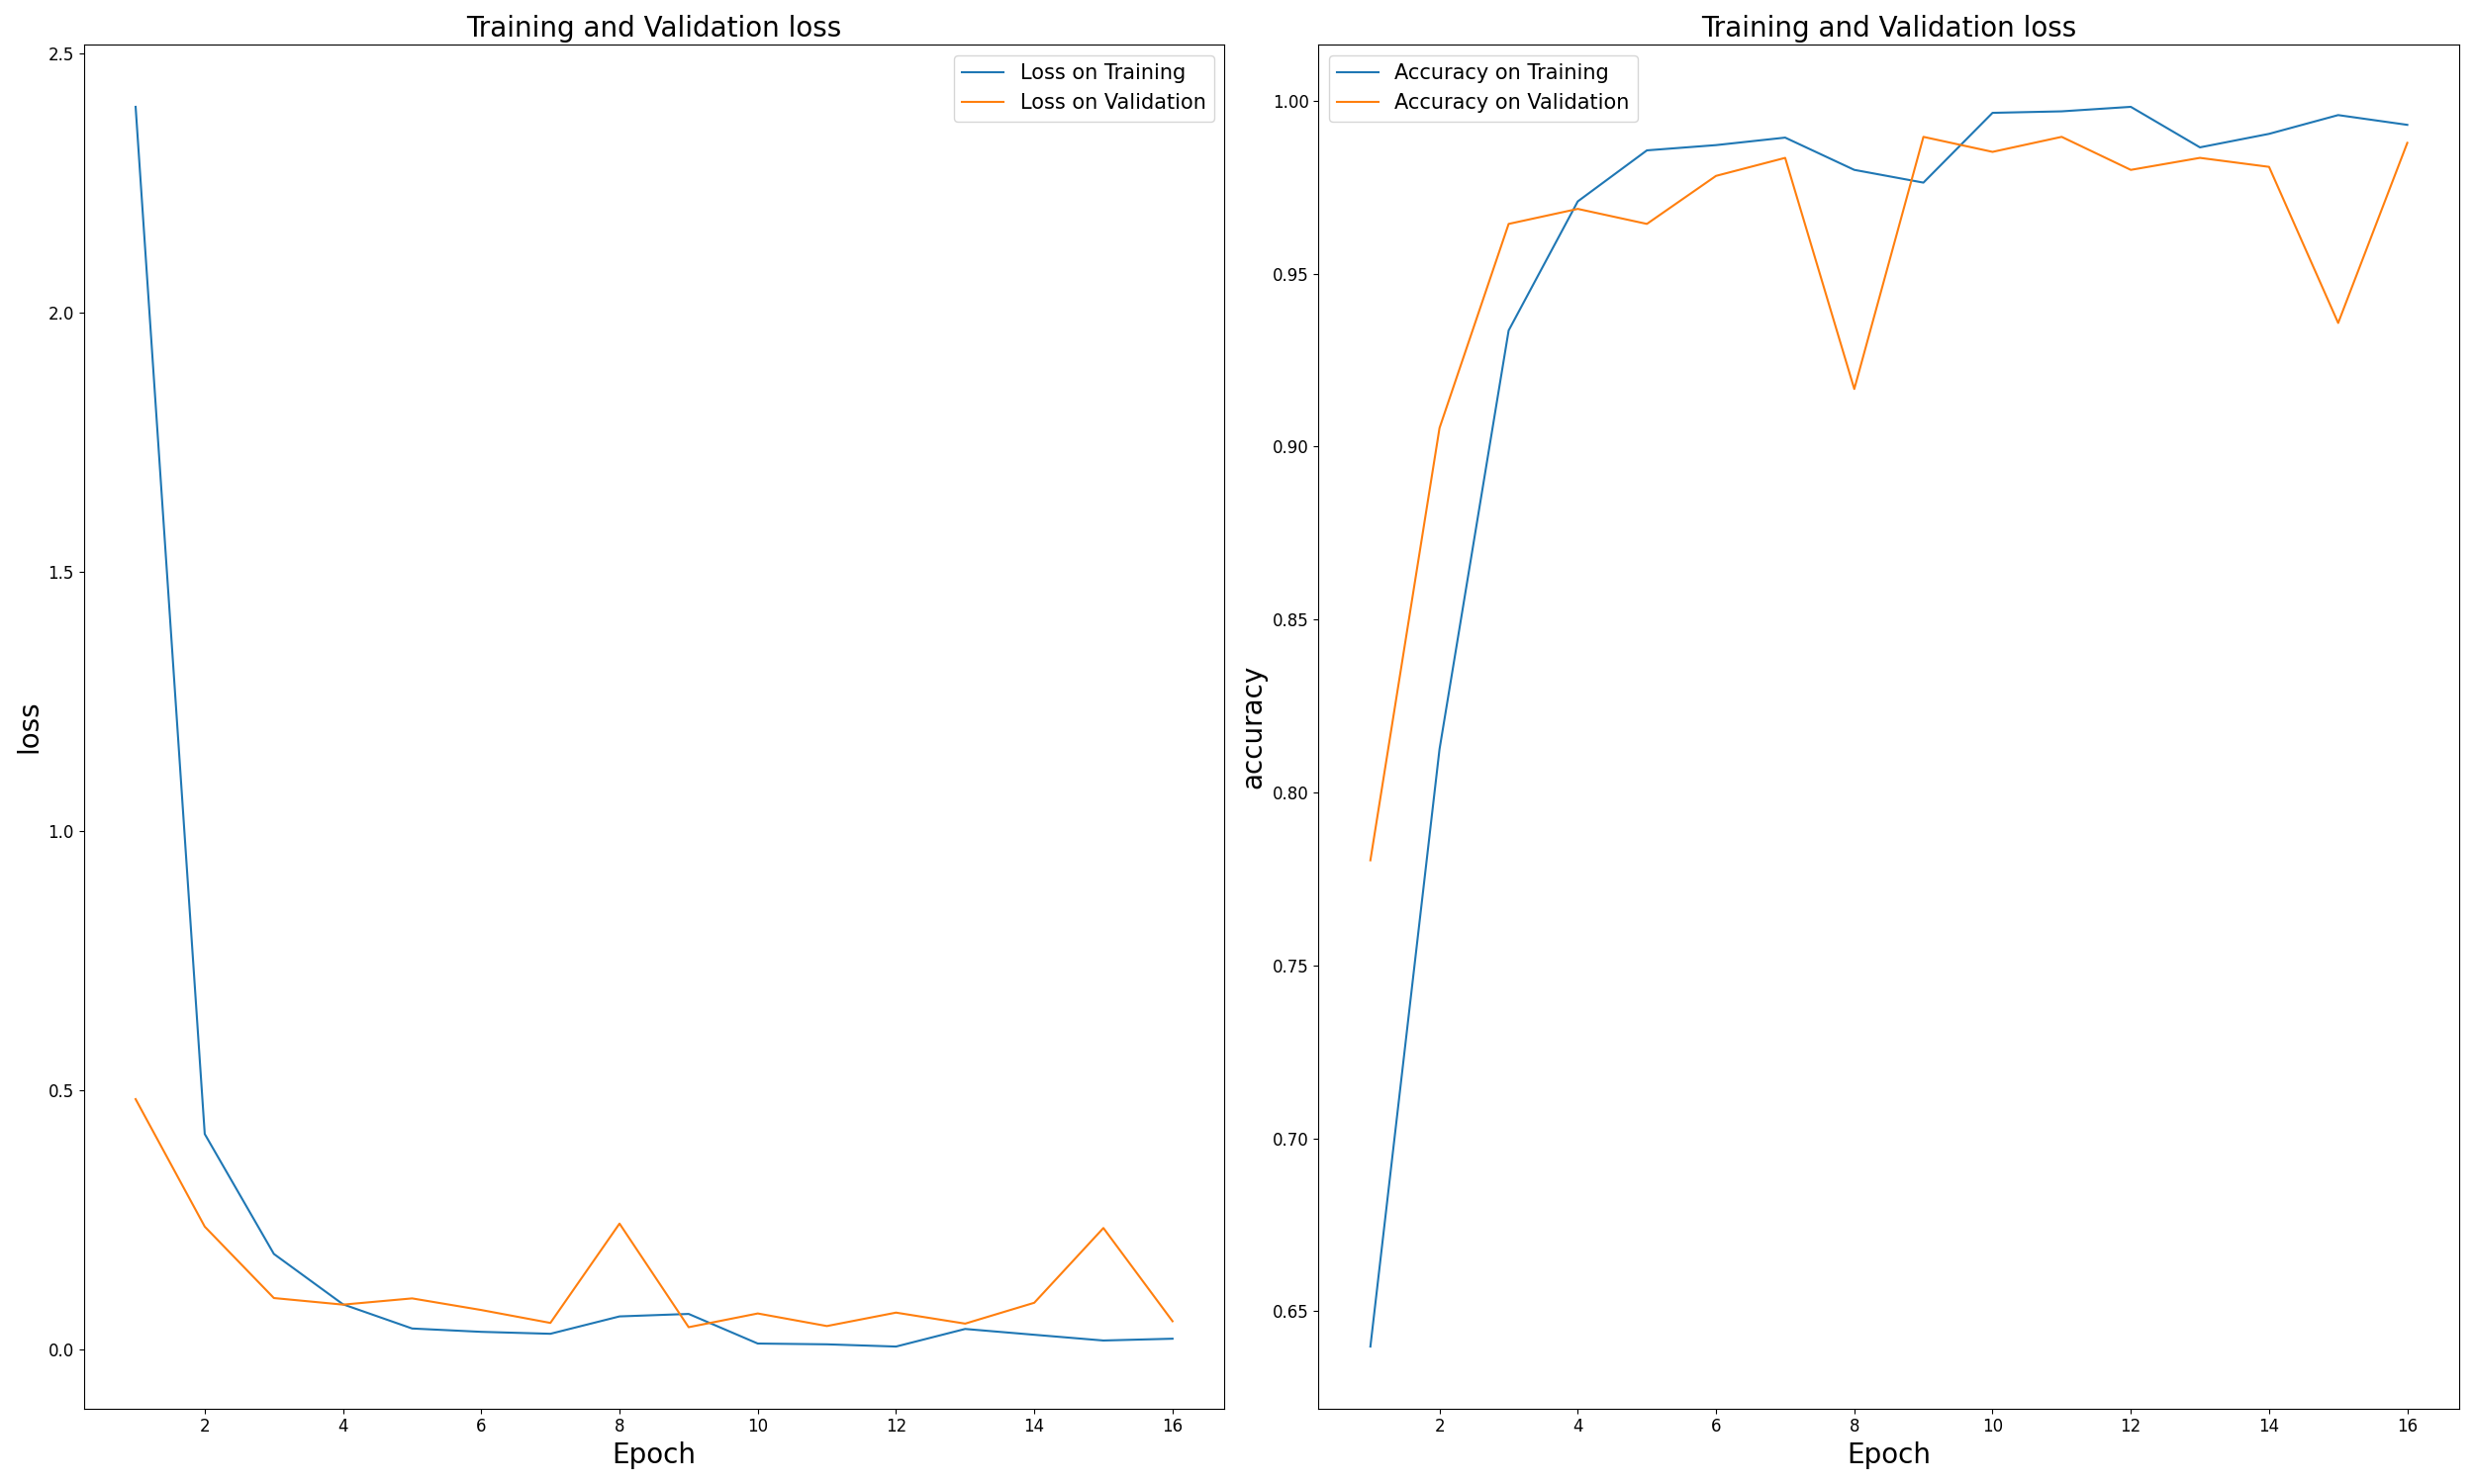 Training and Validation loss
Loss on Training
Loss on Validation
2.5
2.0
1.5
1.0
0.5
0.0
loss
2 4 6 8 10 12 14 16
Epoch
Training and Validation loss
Accuracy on Training
Accuracy on Validation
1.00
0.95
0.90
0.85
0.80
0.75
0.70
0.65
accuracy
2 4 6 8 10 12 14 16
Epoch